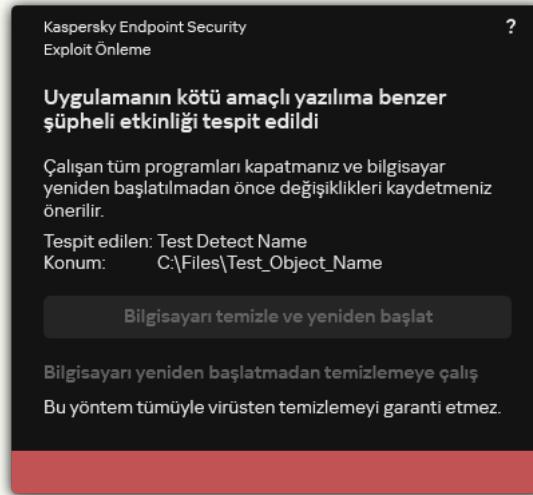 Kaspersky Endpoint Security
?
Exploit Önleme
Uygulamanın kötü amaçlı yazılıma benzer
şüpheli etkinliği tespit edildi
Çalışan tüm programları kapatmanız ve bilgisayar
yeniden başlatılmadan önce değişiklikleri kaydetmeniz
önerilir.
Tespit edilen: Test Detect Name
Konum: C:\Files\Test_Object_Name
Bilgisayarı temizle ve yeniden başlat
Bilgisayarı yeniden başlatmadan temizlemeye çalış
Bu yöntem tümüyle virüsten temizlemeyi garanti etmez.